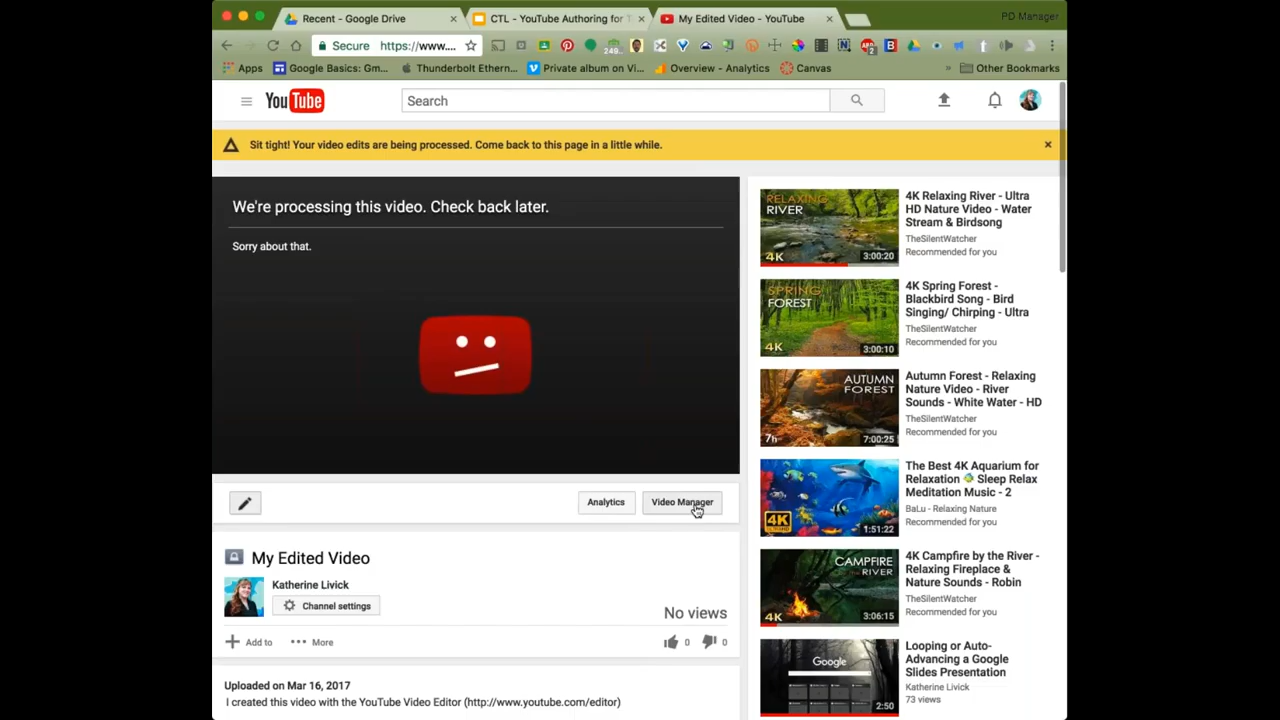 Recent - Google Drive
CTL - YouTube Authoring for T
My Edited Video - YouTube
PD Manager
Secure https://www....
Apps
Google Basics: Gm...
Thunderbolt Ethern...
Private album on Vi...
Overview - Analytics
Canvas
» Other Bookmarks
YouTube
Search
Sit tight! Your video edits are being processed. Come back to this page in a little while.
We're processing this video. Check back later.
Sorry about that.
Analytics
Video Manager
My Edited Video
Katherine Livick
Channel settings
No views
Add to
More
0
0
Uploaded on Mar 16, 2017
I created this video with the YouTube Video Editor (http://www.youtube.com/editor)
RELAXING
RIVER
4K
3:00:20
4K Relaxing River - Ultra
HD Nature Video - Water
Stream & Birdsong
TheSilentWatcher
Recommended for you
SPRING
FOREST
4K
3:00:10
4K Spring Forest -
Blackbird Song - Bird
Singing/ Chirping - Ultra
TheSilentWatcher
Recommended for you
AUTUMN
FOREST
7h
7:00:25
Autumn Forest - Relaxing
Nature Video - River
Sounds - White Water - HD
TheSilentWatcher
Recommended for you
4K
1:51:22
The Best 4K Aquarium for
Relaxation Sleep Relax
Meditation Music - 2
BaLu - Relaxing Nature
Recommended for you
CAMPFIRE
by the RIVER
4K
3:06:15
4K Campfire by the River -
Relaxing Fireplace &
Nature Sounds - Robin
TheSilentWatcher
Recommended for you
Google
2:50
Looping or Auto-
Advancing a Google
Slides Presentation
Katherine Livick
73 views